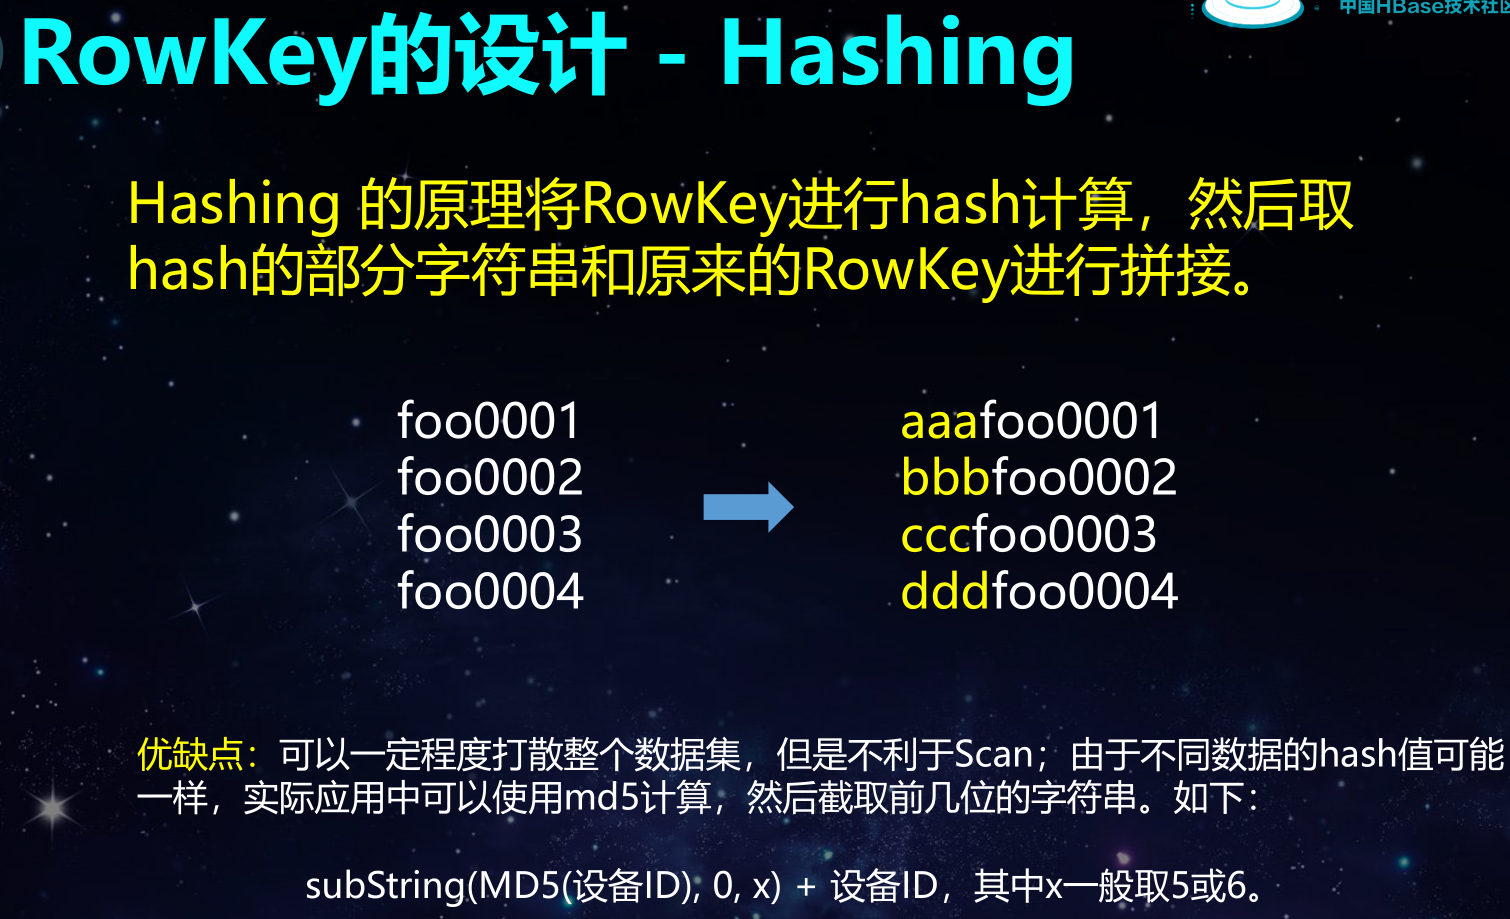 中国HBase技术社区
RowKey的设计 - Hashing
Hashing 的原理将RowKey进行hash计算，然后取
hash的部分字符串和原来的RowKey进行拼接。
foo0001
foo0002
foo0003
foo0004
aaafoo0001
bbbfoo0002
cccfoo0003
dddfoo0004
优缺点：可以一定程度打散整个数据集，但是不利于Scan；由于不同数据的hash值可能
一样，实际应用中可以使用md5计算，然后截取前几位的字符串。如下：
subString(MD5(设备ID), 0, x) + 设备ID，其中x一般取5或6。